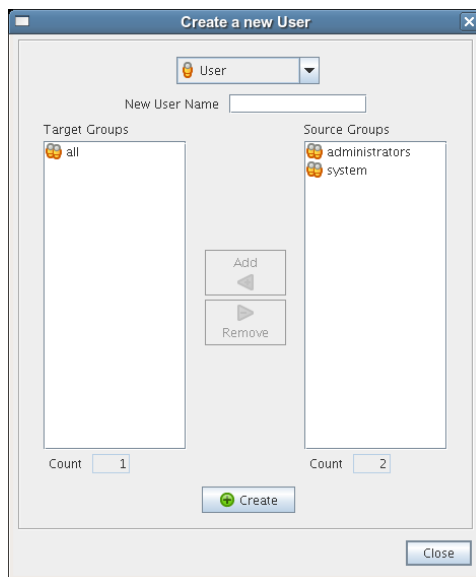 Create a new User
User
New User Name
Target Groups
all
Source Groups
administrators
system
Add
Remove
Count 1
Count 2
Create
Close